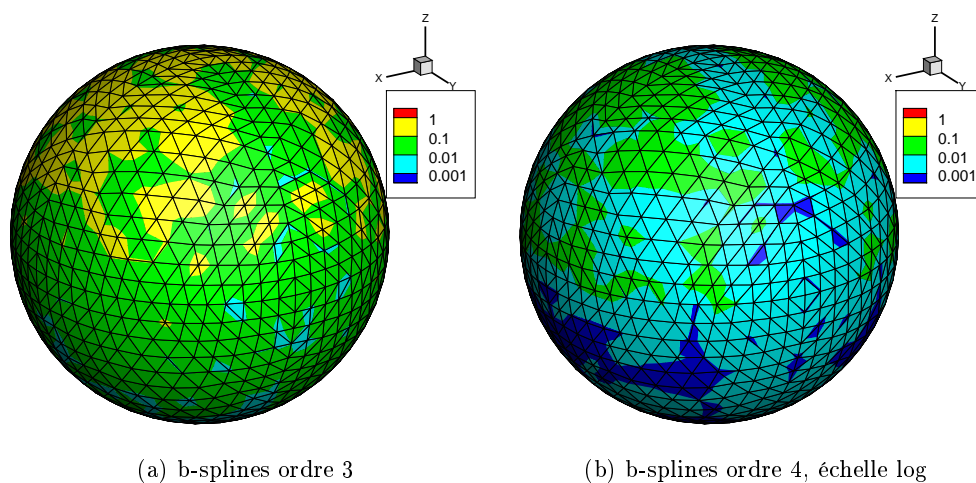 Z
X
Y
1
0.1
0.01
0.001
Z
X
Y
1
0.1
0.01
0.001
(a) b-splines ordre 3
(b) b-splines ordre 4, échelle log